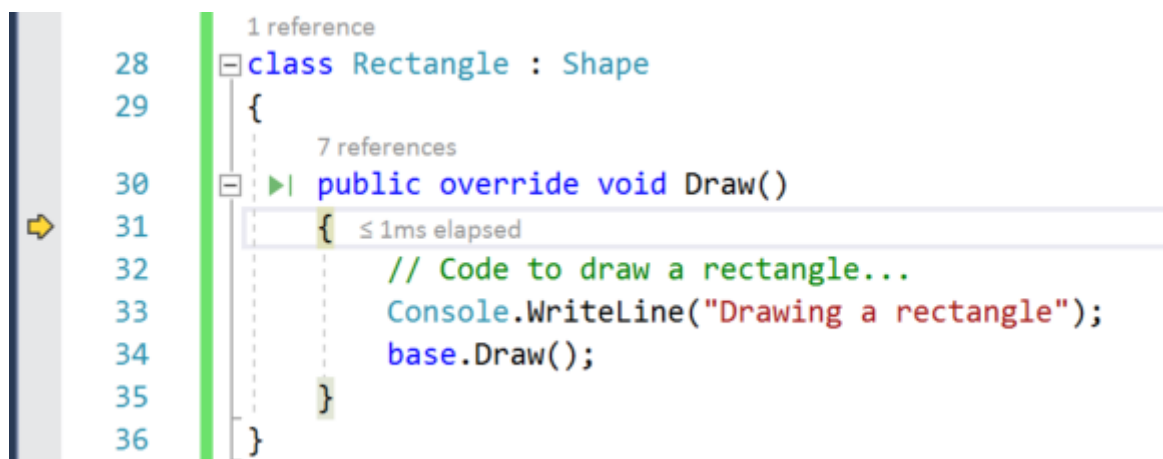 1 reference
28 class Rectangle : Shape
29 {
7 references
30 public override void Draw()
31 { ≤ 1ms elapsed
32 // Code to draw a rectangle...
33 Console.WriteLine("Drawing a rectangle");
34 base.Draw();
35 }
36 }